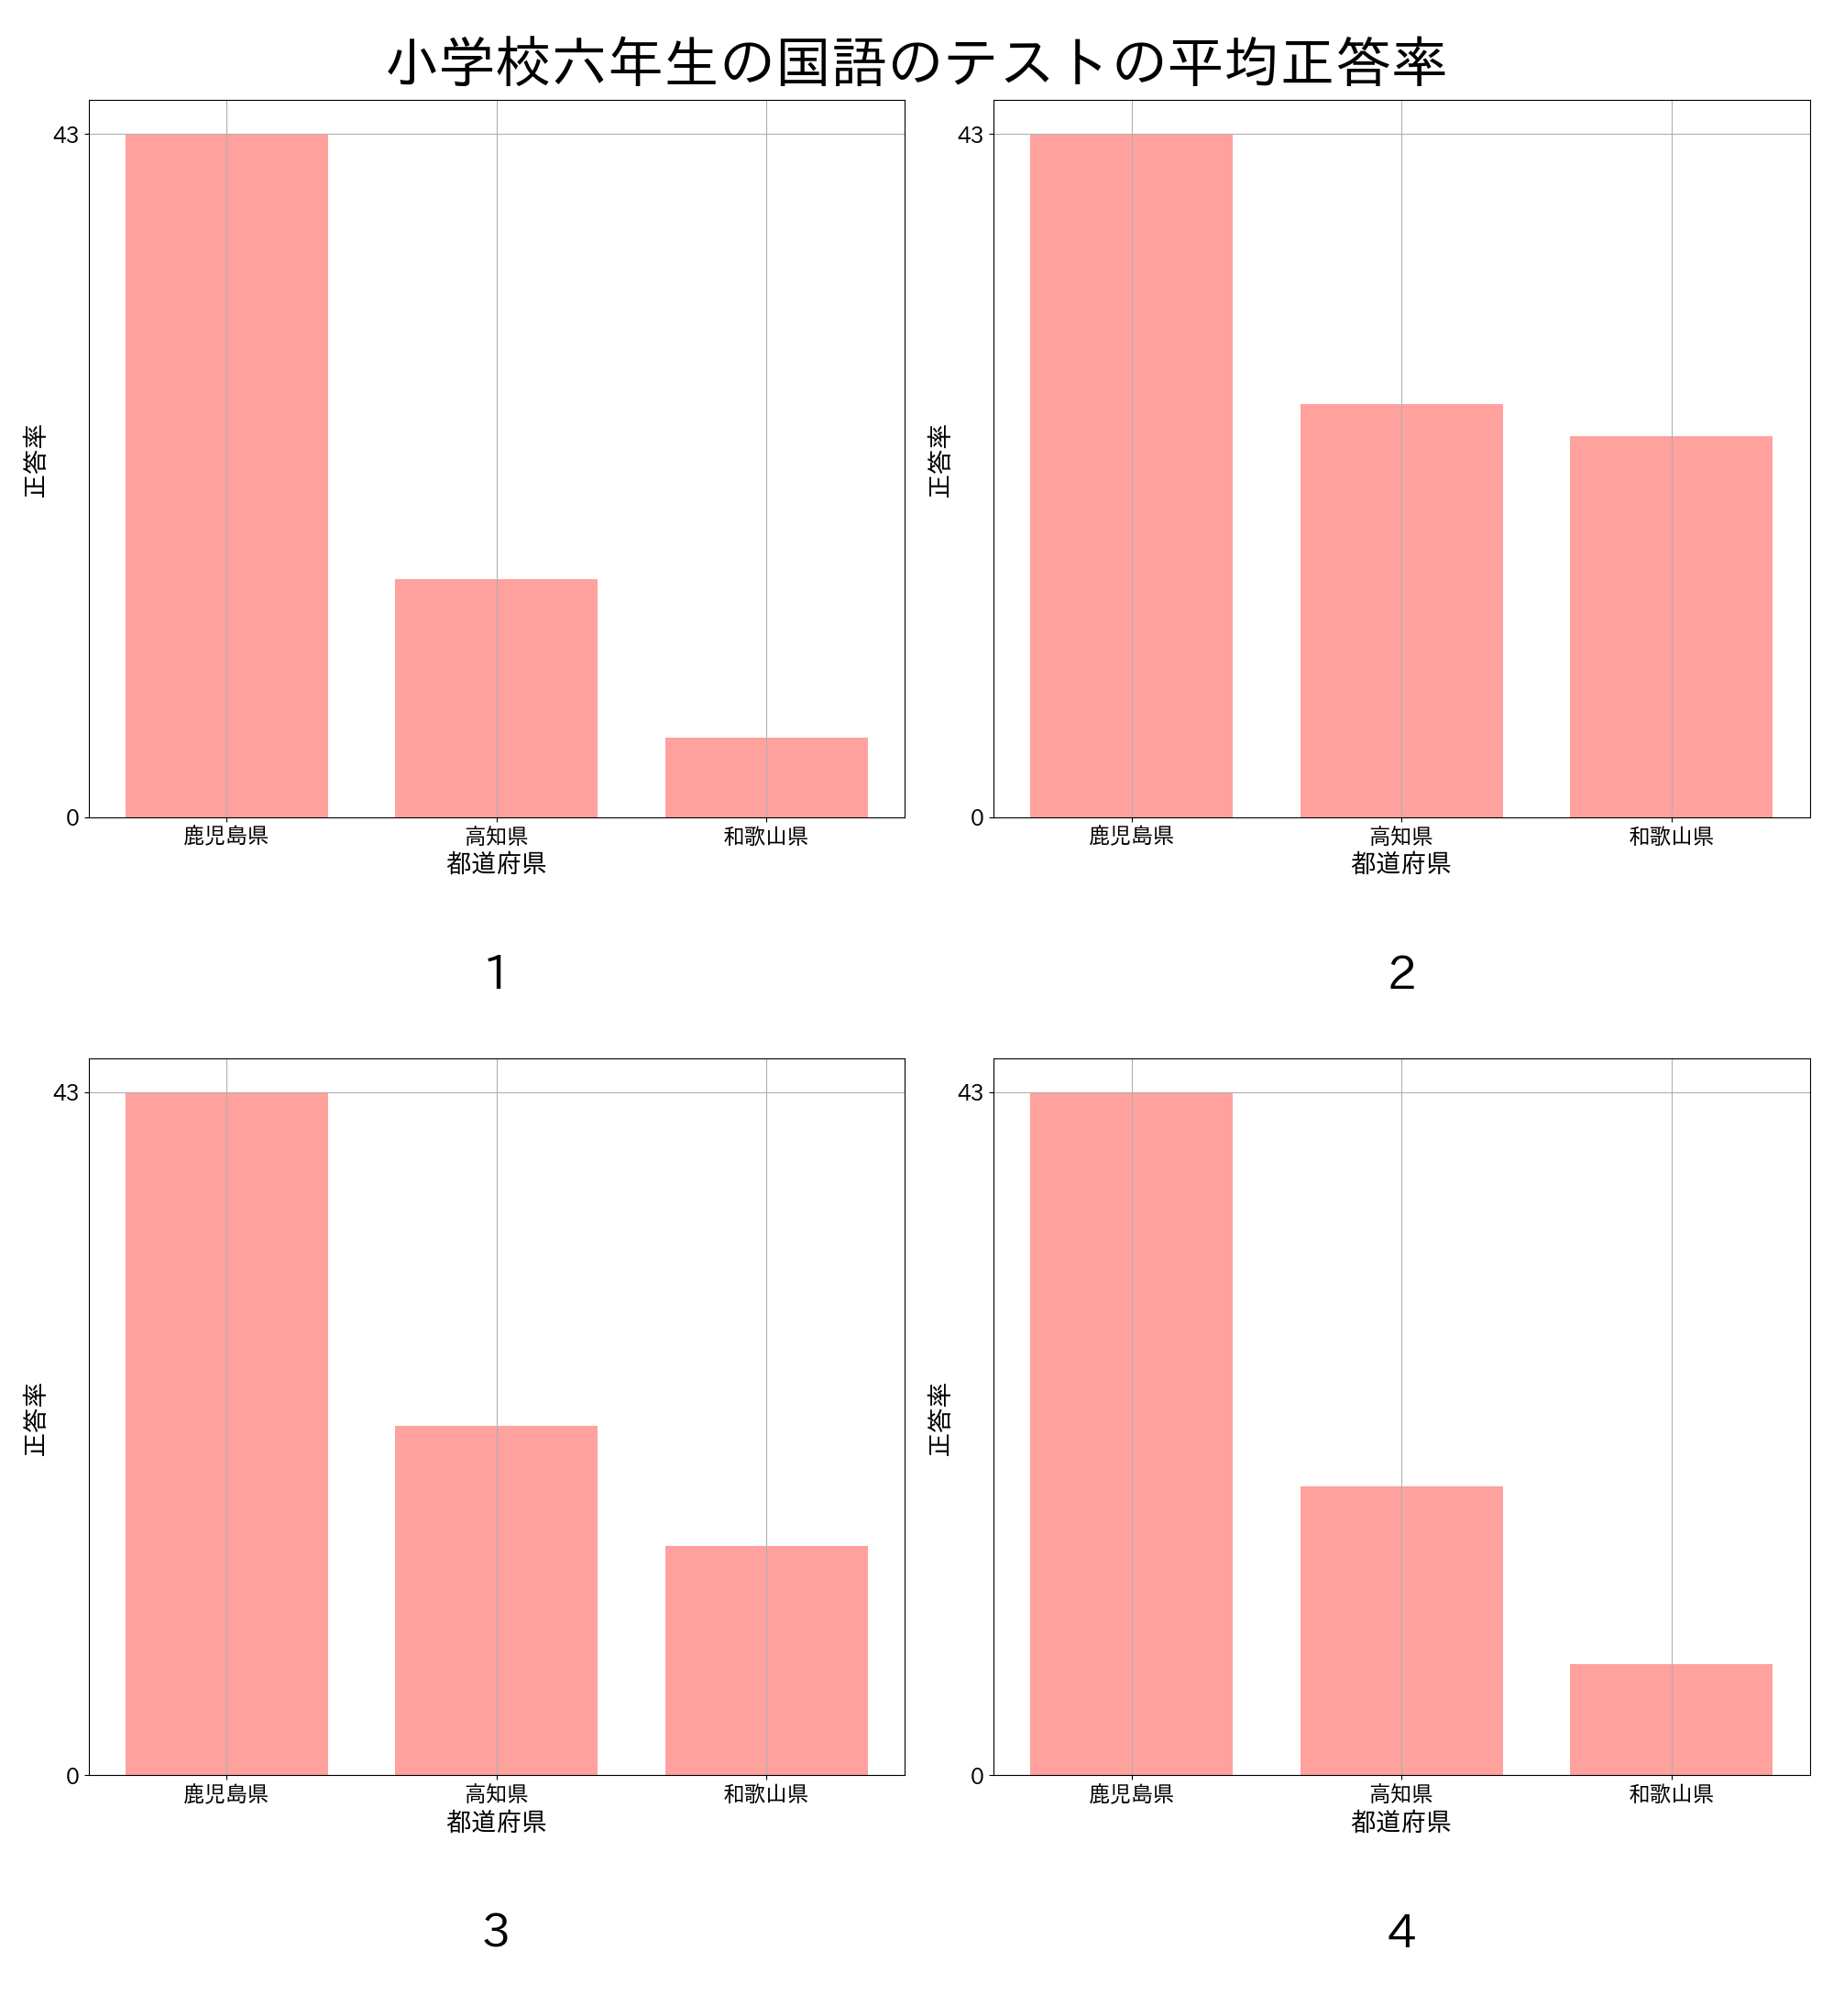 小学校六年生の国語のテストの平均正答率
43
0
正答率
鹿児島県 高知県 和歌山県
都道府県
1
43
0
正答率
鹿児島県 高知県 和歌山県
都道府県
2
43
0
正答率
鹿児島県 高知県 和歌山県
都道府県
3
43
0
正答率
鹿児島県 高知県 和歌山県
都道府県
4